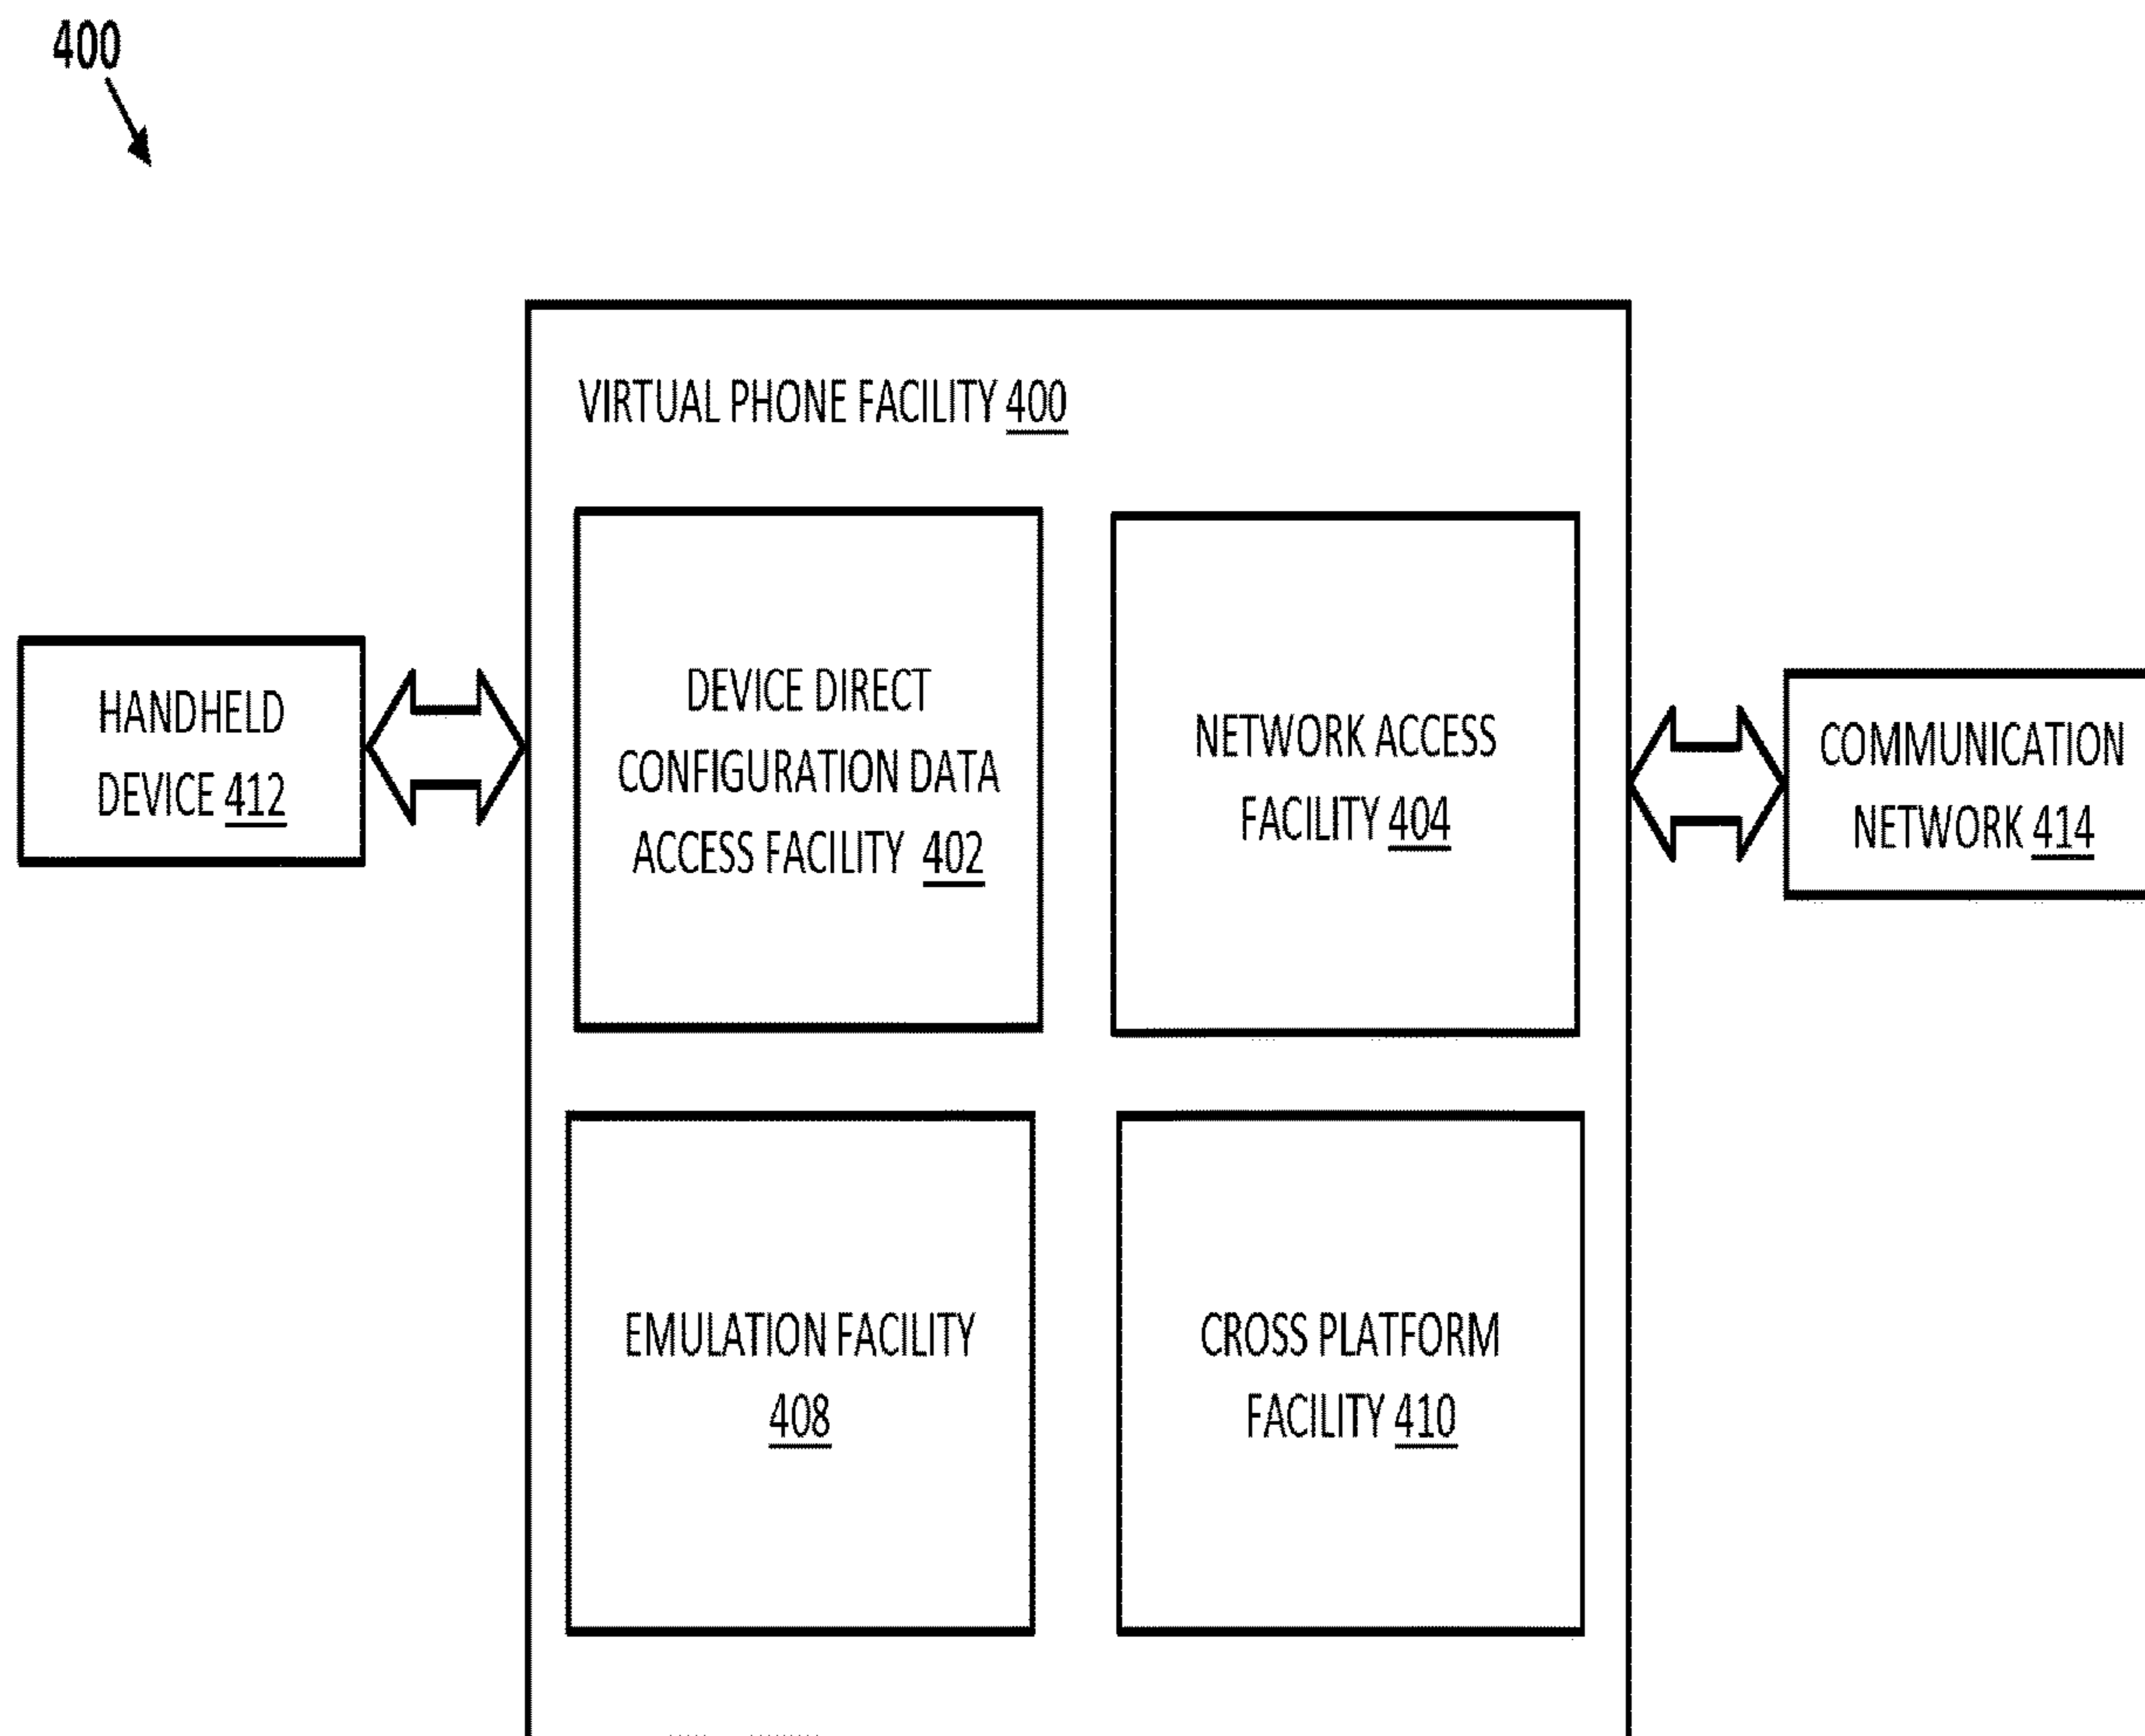 400
VIRTUAL PHONE FACILITY 400
HANDHELD
DEVICE 412
DEVICE DIRECT
CONFIGURATION DATA
ACCESS FACILITY 402
NETWORK ACCESS
FACILITY 404
COMMUNICATION
NETWORK 414
EMULATION FACILITY
408
CROSS PLATFORM
FACILITY 410